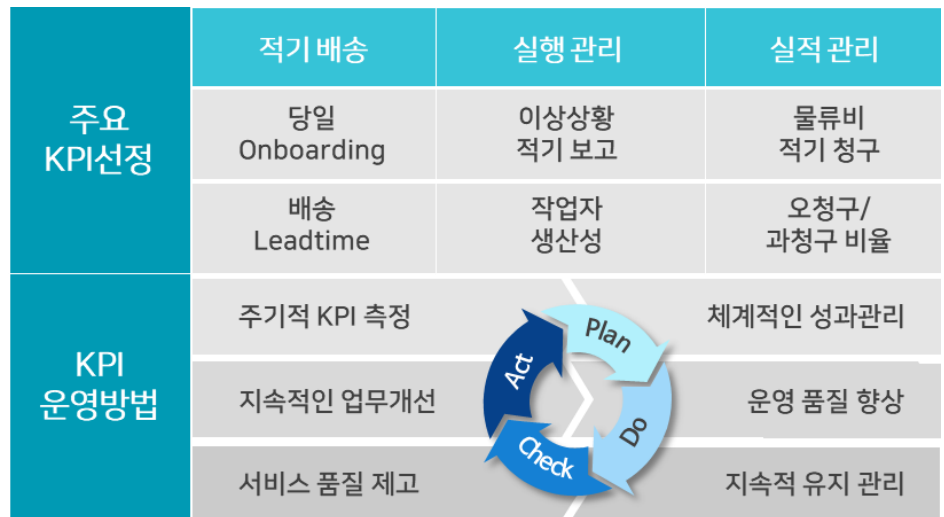 적기 배송
실행 관리
실적 관리
주요
KPI선정
당일
Onboarding
이상상황
적기 보고
물류비
적기 청구
배송
Leadtime
작업자
생산성
오청구/
과청구 비율
KPI
운영방법
주기적 KPI 측정
체계적인 성과관리
지속적인 업무개선
운영 품질 향상
서비스 품질 제고
지속적 유지 관리
Plan
Do
Check
Act